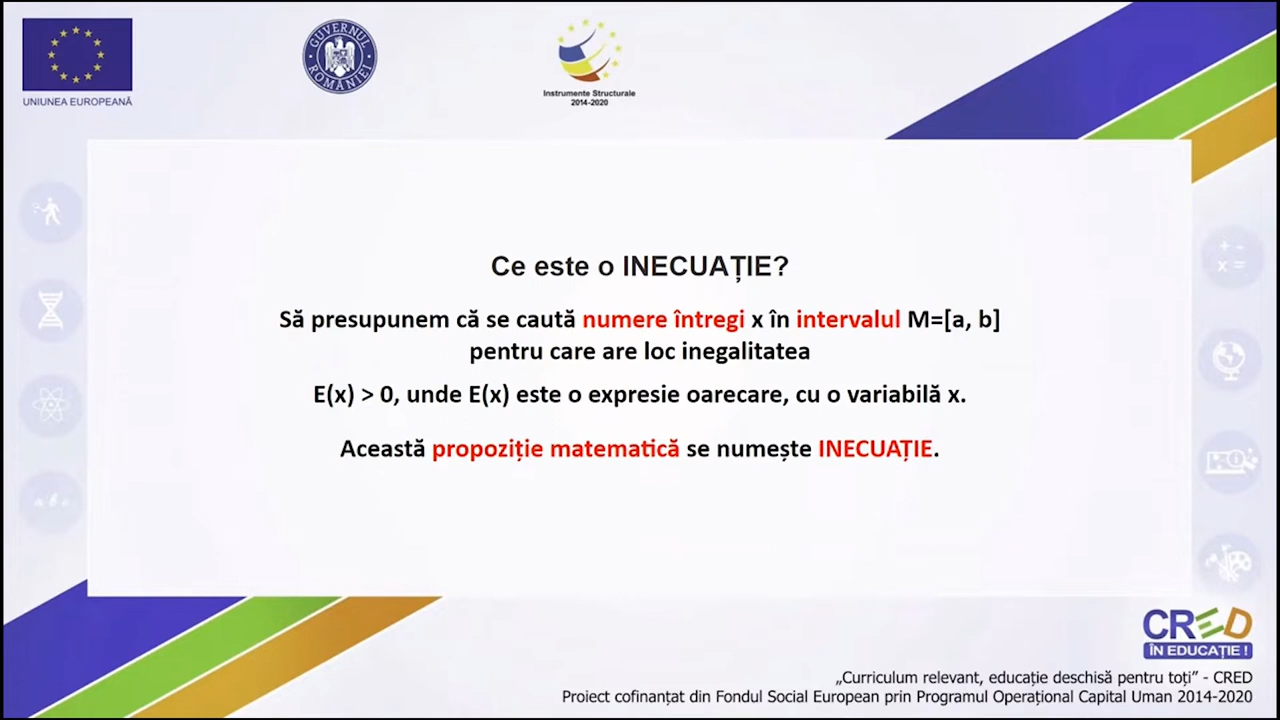 UNIUNEA EUROPEANĂ
GUVERNUL ROMÂNIEI
Instrumente Structurale
2014-2020
Ce este o INECUAȚIE?
Să presupunem că se caută numere întregi x în intervalul M=[a, b]
pentru care are loc inegalitatea
E(x) > 0, unde E(x) este o expresie oarecare, cu o variabilă x.
Această propoziție matematică se numește INECUAȚIE.
CRED
ÎN EDUCAȚIE !
„Curriculum relevant, educație deschisă pentru toți” - CRED
Proiect cofinanțat din Fondul Social European prin Programul Operațional Capital Uman 2014-2020